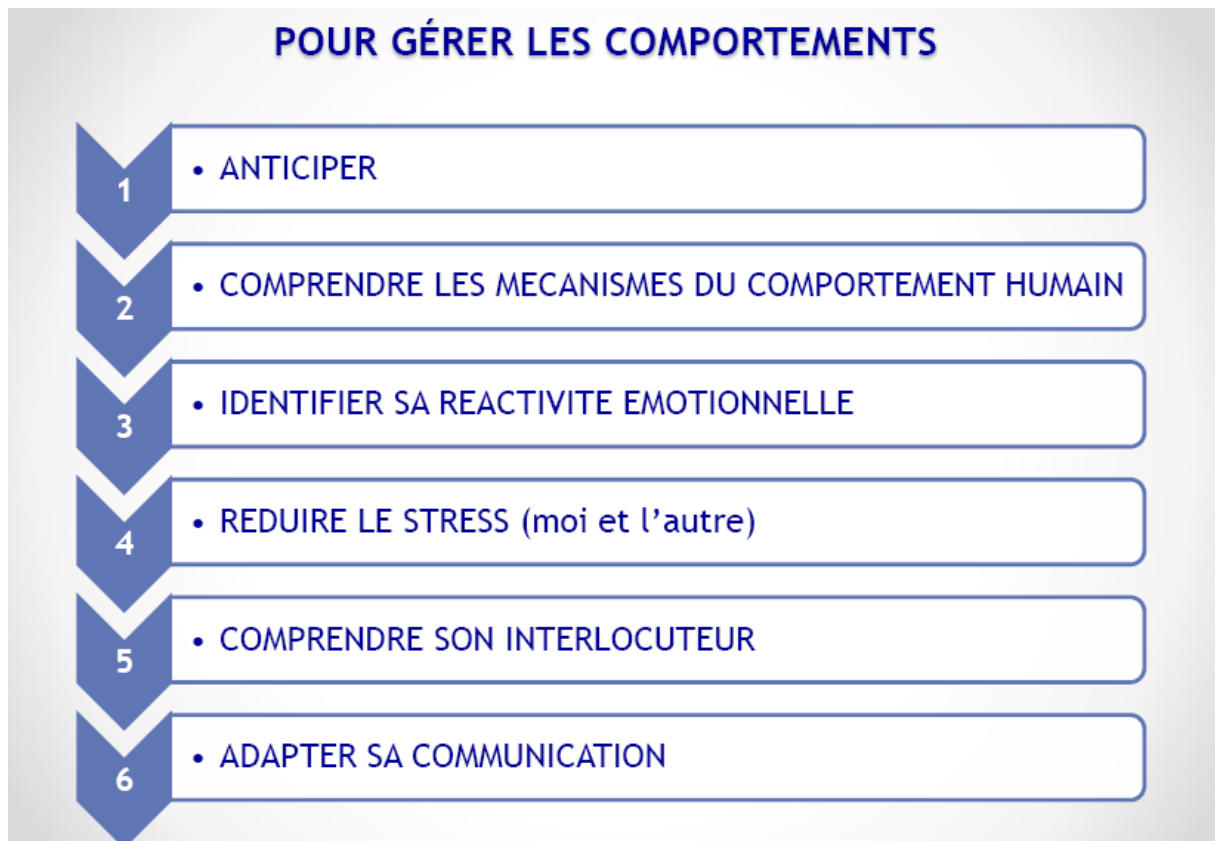 POUR GÉRER LES COMPORTEMENTS
1 • ANTICIPER
2 • COMPRENDRE LES MECANISMES DU COMPORTEMENT HUMAIN
3 • IDENTIFIER SA REACTIVITE EMOTIONNELLE
4 • REDUIRE LE STRESS (moi et l’autre)
5 • COMPRENDRE SON INTERLOCUTEUR
6 • ADAPTER SA COMMUNICATION